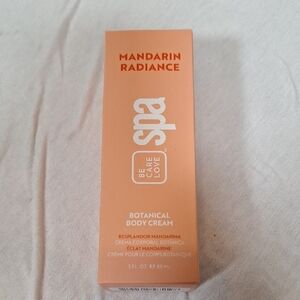 MANDARIN
RADIANCE
spa
BE
CARE
LOVE
BOTANICAL
BODY CREAM
RESPLANDOR MANDARINA
CREMA CORPORAL BOTÁNICA
ÉCLAT MANDARINE
CRÈME POUR LE CORPS BOTANIQUE